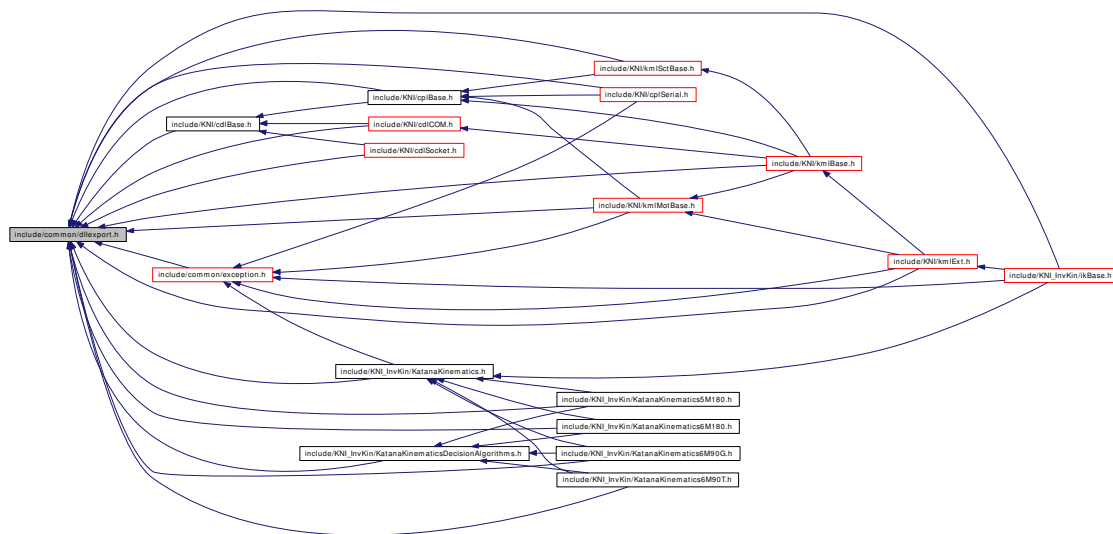 include/KNI/kmlSctBase.h
include/KNI/cplBase.h
include/KNI/cplSerial.h
include/KNI/cdlBase.h
include/KNI/cdlCOM.h
include/KNI/cdlSocket.h
include/KNI/kmlBase.h
include/KNI/kmlMotBase.h
include/common/dllexport.h
include/KNI/kmlExt.h
include/common/exception.h
include/KNI_InvKin/ikBase.h
include/KNI_InvKin/KatanaKinematics.h
include/KNI_InvKin/KatanaKinematics5M180.h
include/KNI_InvKin/KatanaKinematics6M180.h
include/KNI_InvKin/KatanaKinematicsDecisionAlgorithms.h
include/KNI_InvKin/KatanaKinematics6M90G.h
include/KNI_InvKin/KatanaKinematics6M90T.h